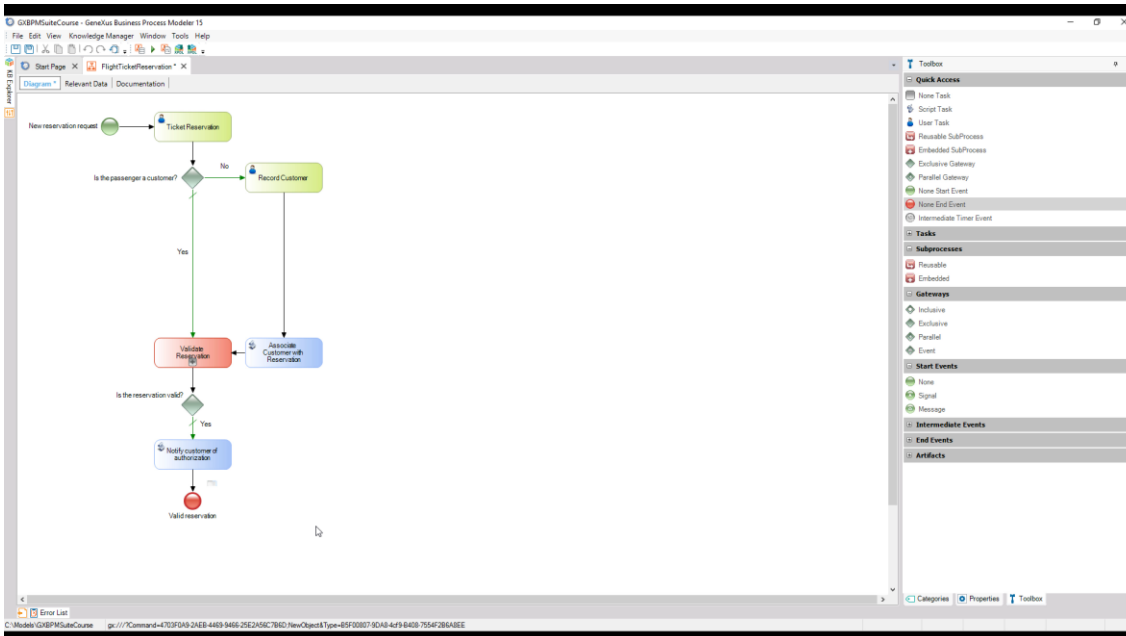 GXBPMSuiteCourse - GeneXus Business Process Modeler 15
File Edit View Knowledge Manager Window Tools Help
Start Page X FlightTicketReservation * X
Diagram * Relevant Data Documentation
KB Explorer
New reservation request
Ticket Reservation
Is the passenger a customer?
No
Record Customer
Yes
Validate
Reservation
Associate
Customer with
Reservation
Is the reservation valid?
Yes
Notify customer of
authorization
Valid reservation
Toolbox
Quick Access
None Task
Script Task
User Task
Reusable SubProcess
Embedded SubProcess
Exclusive Gateway
Parallel Gateway
None Start Event
None End Event
Intermediate Timer Event
Tasks
Subprocesses
Reusable
Embedded
Gateways
Inclusive
Exclusive
Parallel
Event
Start Events
None
Signal
Message
Intermediate Events
End Events
Artifacts
Categories Properties Toolbox
Error List
C:\Models\GXBPMSuiteCourse